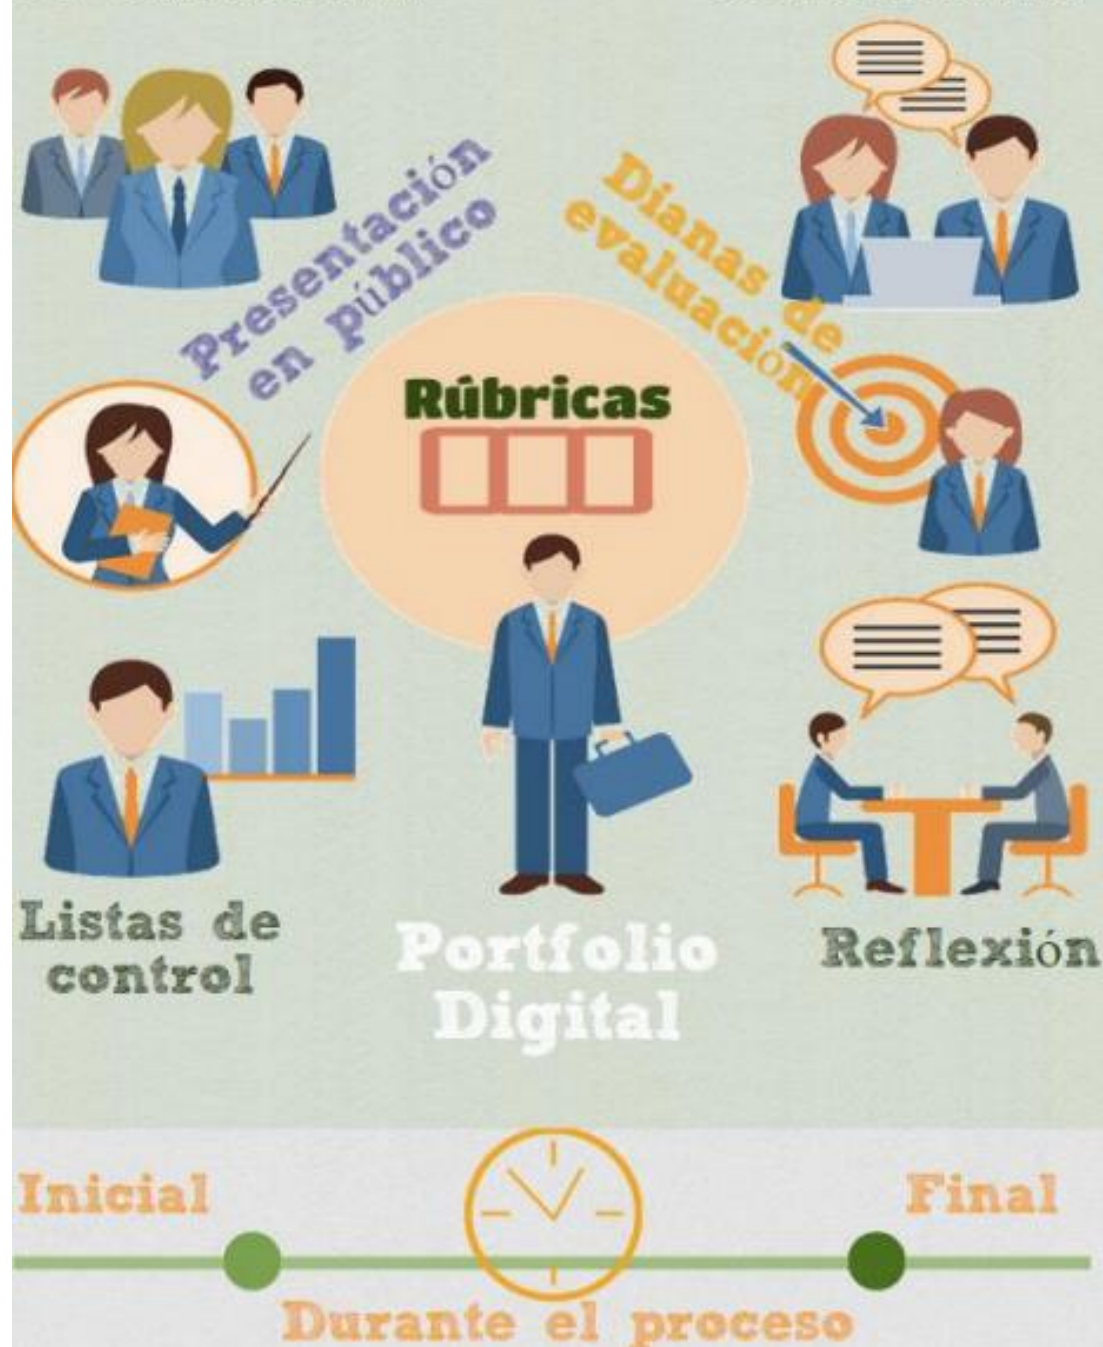 Presentación
en público
Dianas de
evaluación
Rúbricas
Listas de
control
Portfolio
Digital
Reflexión
Inicial
Final
Durante el proceso